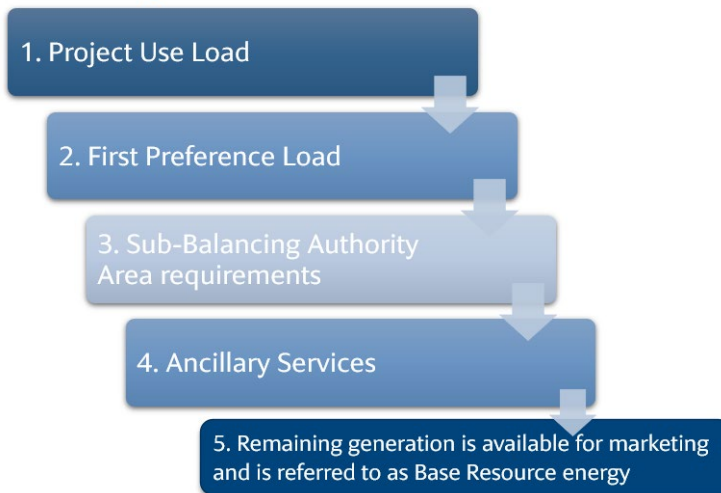 1. Project Use Load
2. First Preference Load
3. Sub-Balancing Authority
Area requirements
4. Ancillary Services
5. Remaining generation is available for marketing
and is referred to as Base Resource energy